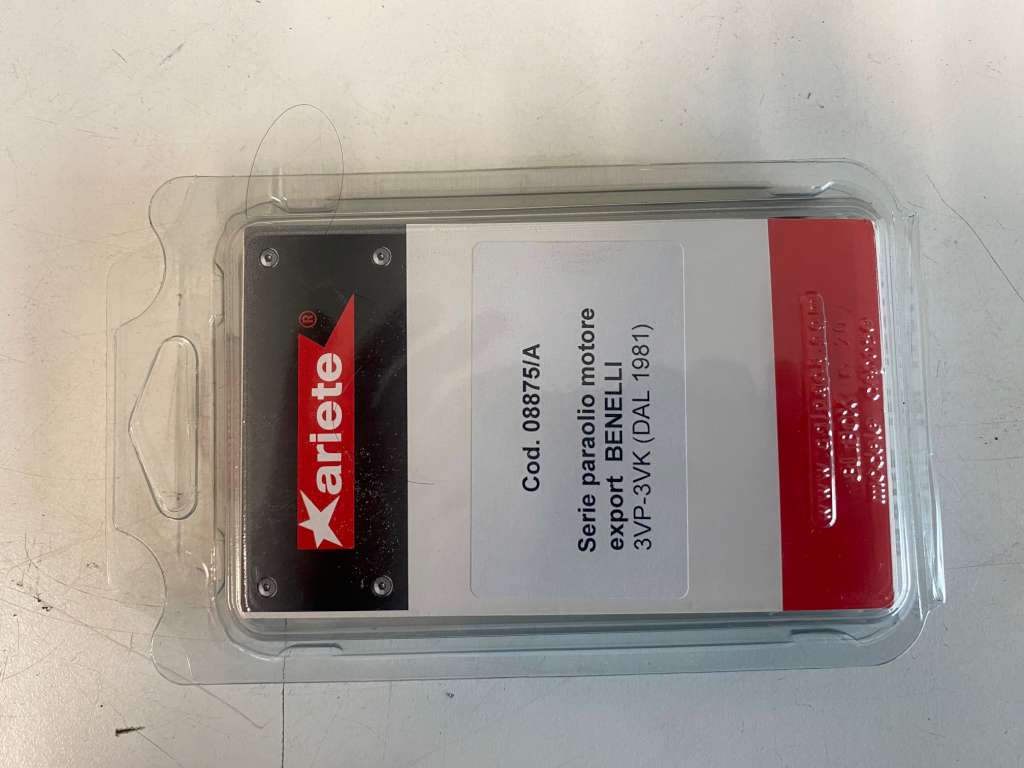 ariete®
Cod. 08875/A
Serie paraolio motore
export BENELLI
3VP-3VK (DAL 1981)